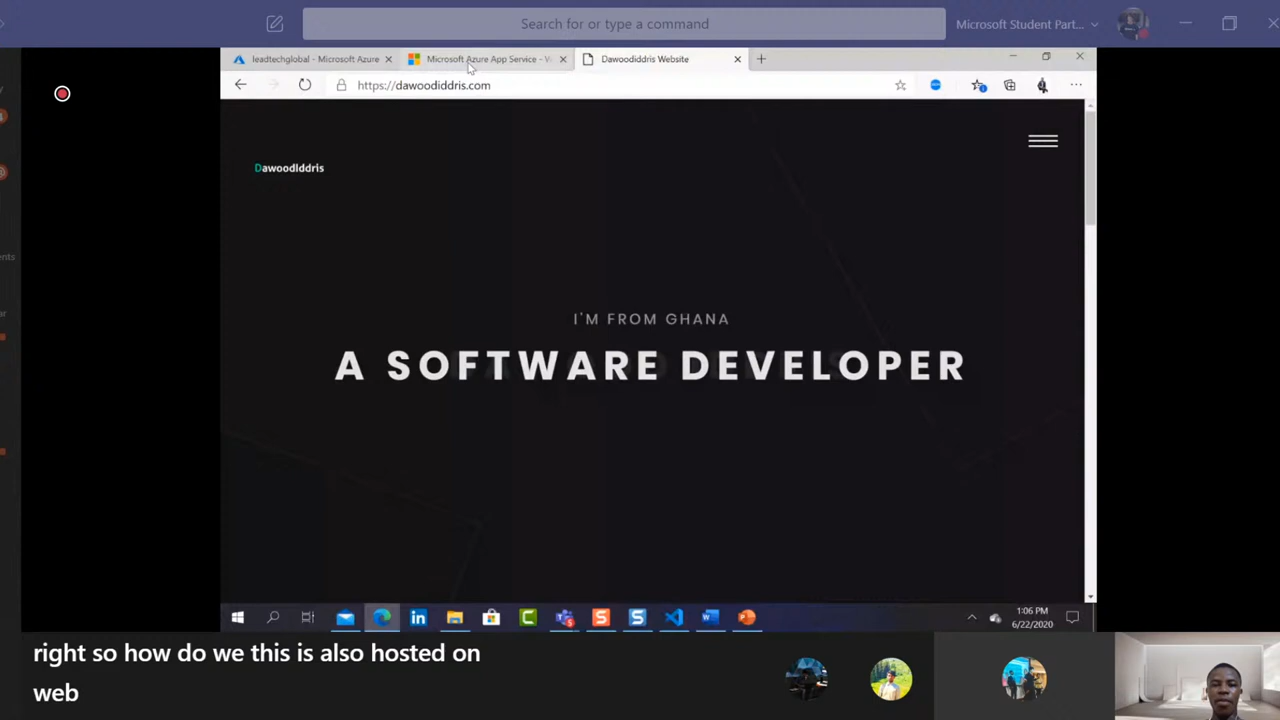 Search for or type a command
Microsoft Student Part...
leadtechglobal - Microsoft Azure
Microsoft Azure App Service - W
Dawoodiddris Website
https://dawoodiddris.com
DawoodIddris
I'M FROM GHANA
A SOFTWARE DEVELOPER
ents
1:06 PM
6/22/2020
right so how do we this is also hosted on
web